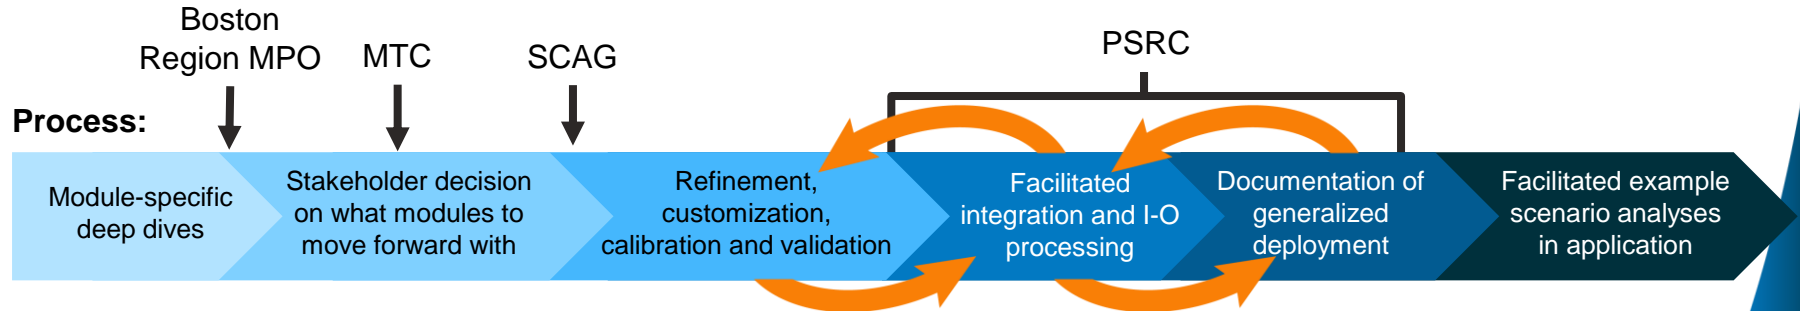 Boston
Region MPO
MTC
SCAG
PSRC
Process:
Module-specific
deep dives
Stakeholder decision
on what modules to
move forward with
Refinement,
customization,
calibration and validation
Facilitated
integration and I-O
processing
Documentation of
generalized
deployment
Facilitated example
scenario analyses
in application